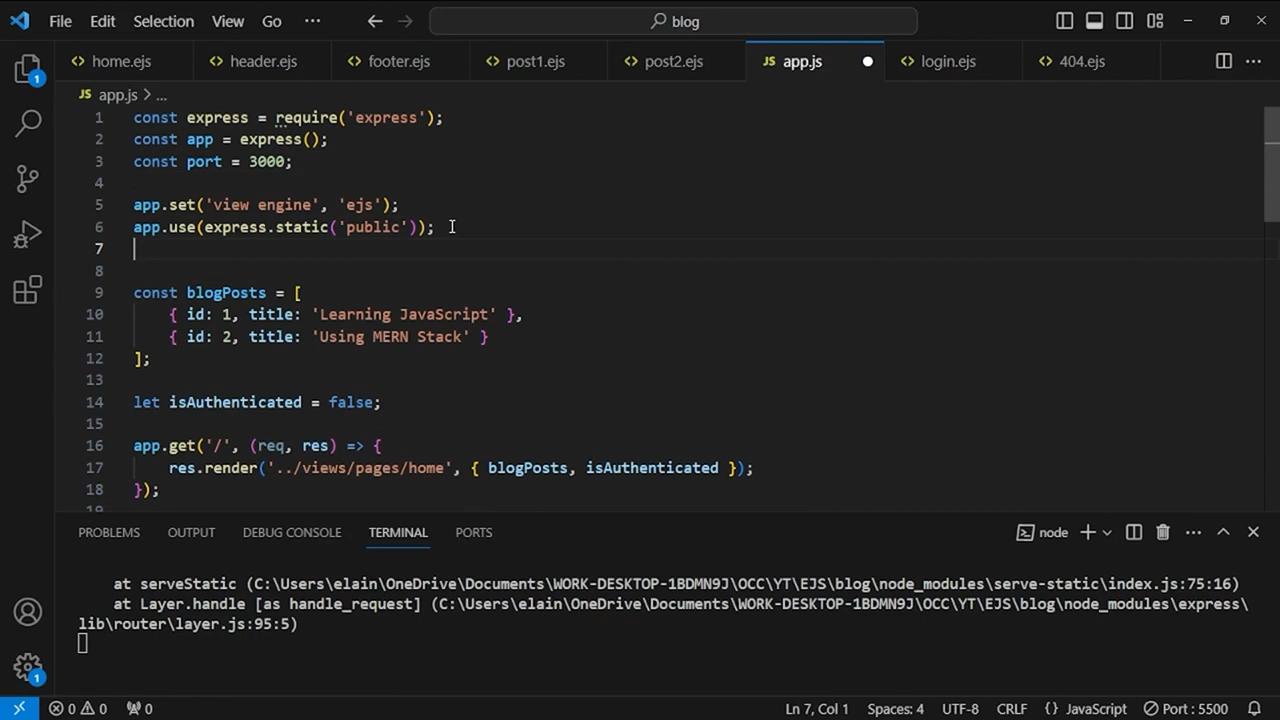 File Edit Selection View Go ··· blog
home.ejs header.ejs footer.ejs post1.ejs post2.ejs JS app.js login.ejs 404.ejs
JS app.js > ...
1 const express = require('express');
2 const app = express();
3 const port = 3000;
4
5 app.set('view engine', 'ejs');
6 app.use(express.static('public'));
7
8
9 const blogPosts = [
10 { id: 1, title: 'Learning JavaScript' },
11 { id: 2, title: 'Using MERN Stack' }
12 ];
13
14 let isAuthenticated = false;
15
16 app.get('/', (req, res) => {
17 res.render('../views/pages/home', { blogPosts, isAuthenticated });
18 });
PROBLEMS OUTPUT DEBUG CONSOLE TERMINAL PORTS node
at serveStatic (C:\Users\elain\OneDrive\Documents\WORK-DESKTOP-1BDMN9J\OCC\YT\EJS\blog\node_modules\serve-static\index.js:75:16)
at Layer.handle [as handle_request] (C:\Users\elain\OneDrive\Documents\WORK-DESKTOP-1BDMN9J\OCC\YT\EJS\blog\node_modules\express\
lib\router\layer.js:95:5)
1
1
0 0 0 Ln 7, Col 1 Spaces: 4 UTF-8 CRLF {} JavaScript Port : 5500